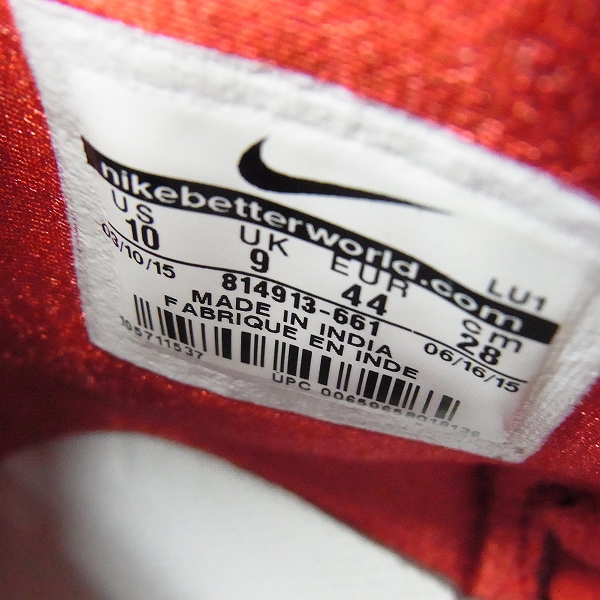 nikebetterworld.com
LU1
US UK EUR cm
10 9 44 28
03/10/15 814913-661 06/16/15
MADE IN INDIA
FABRIQUE EN INDE
105711537
UPC